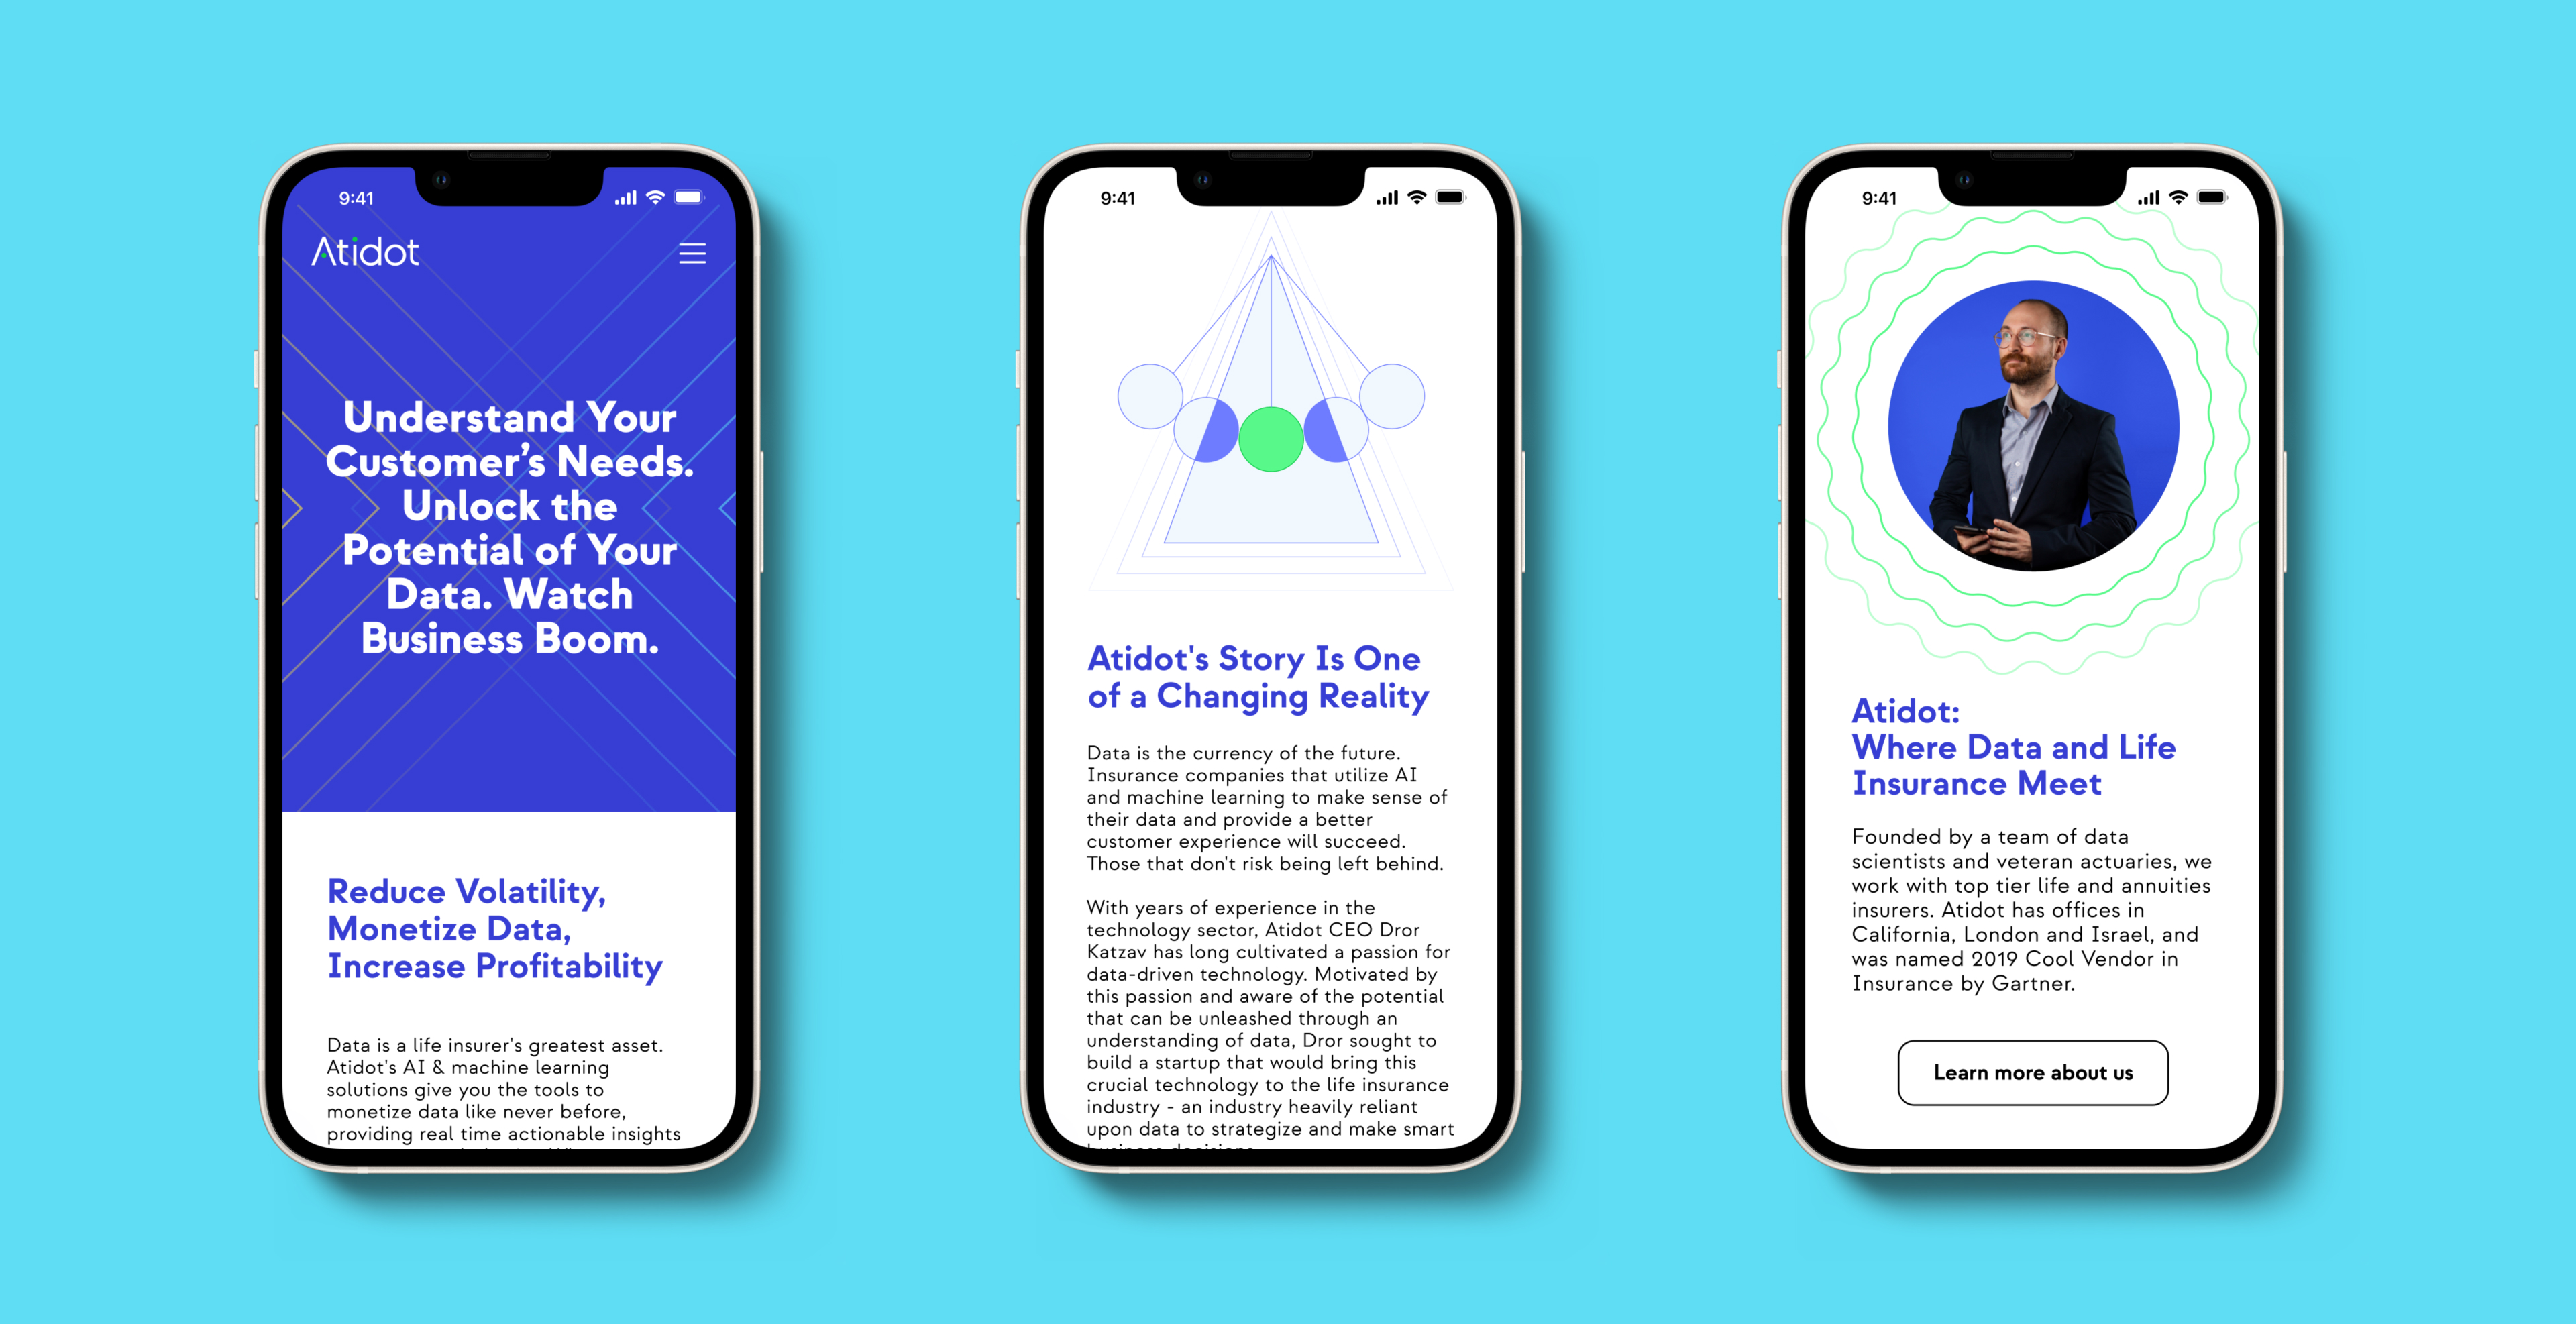 9:41
Atidot
Understand Your
Customer’s Needs.
Unlock the
Potential of Your
Data. Watch
Business Boom.
Reduce Volatility,
Monetize Data,
Increase Profitability
Data is a life insurer's greatest asset.
Atidot's AI & machine learning
solutions give you the tools to
monetize data like never before,
providing real time actionable insights
9:41
Atidot's Story Is One
of a Changing Reality
Data is the currency of the future.
Insurance companies that utilize AI
and machine learning to make sense of
their data and provide a better
customer experience will succeed.
Those that don't risk being left behind.
With years of experience in the
technology sector, Atidot CEO Dror
Katzav has long cultivated a passion for
data-driven technology. Motivated by
this passion and aware of the potential
that can be unleashed through an
understanding of data, Dror sought to
build a startup that would bring this
crucial technology to the life insurance
industry - an industry heavily reliant
upon data to strategize and make smart
business decisions.
9:41
Atidot:
Where Data and Life
Insurance Meet
Founded by a team of data
scientists and veteran actuaries, we
work with top tier life and annuities
insurers. Atidot has offices in
California, London and Israel, and
was named 2019 Cool Vendor in
Insurance by Gartner.
Learn more about us